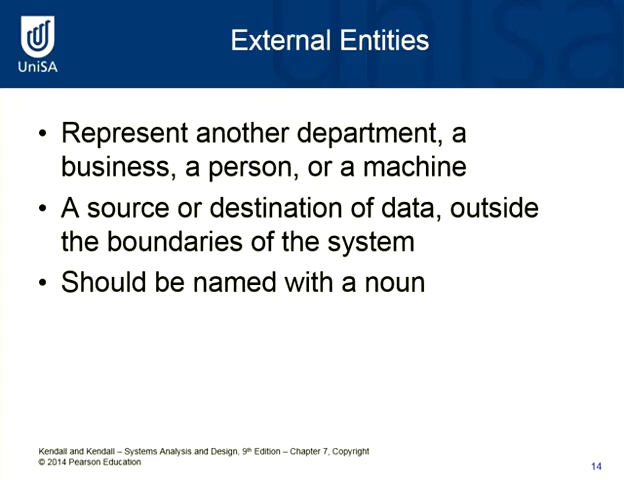 External Entities
UniSA
• Represent another department, a
business, a person, or a machine
• A source or destination of data, outside
the boundaries of the system
• Should be named with a noun
Kendall and Kendall – Systems Analysis and Design, 9th Edition – Chapter 7, Copyright
© 2014 Pearson Education
14